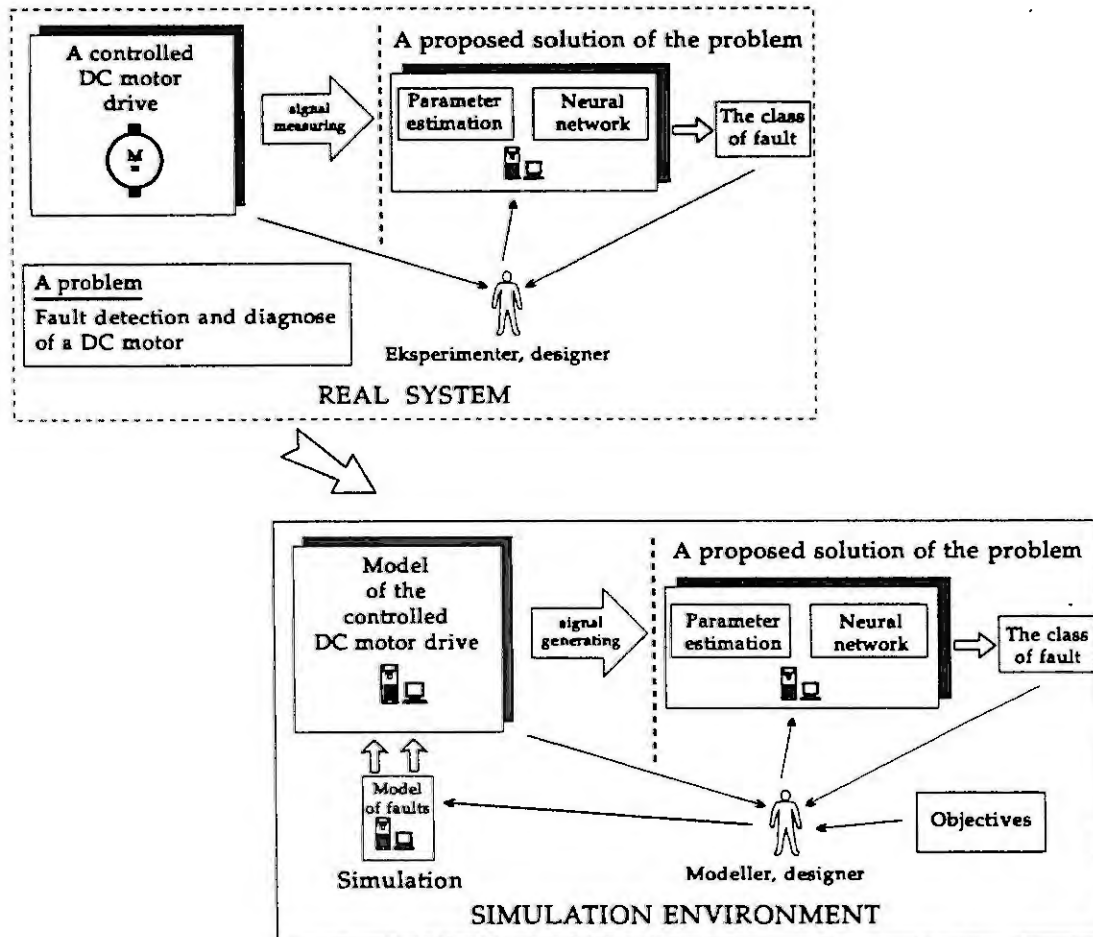 A controlled
DC motor
drive
M
signal
measuring
A proposed solution of the problem
Parameter
estimation
Neural
network
The class
of fault
A problem
Fault detection and diagnose
of a DC motor
Eksperimenter, designer
REAL SYSTEM
Model
of the
controlled
DC motor drive
signal
generating
A proposed solution of the problem
Parameter
estimation
Neural
network
The class
of fault
Model
of faults
Simulation
Objectives
Modeller, designer
SIMULATION ENVIRONMENT